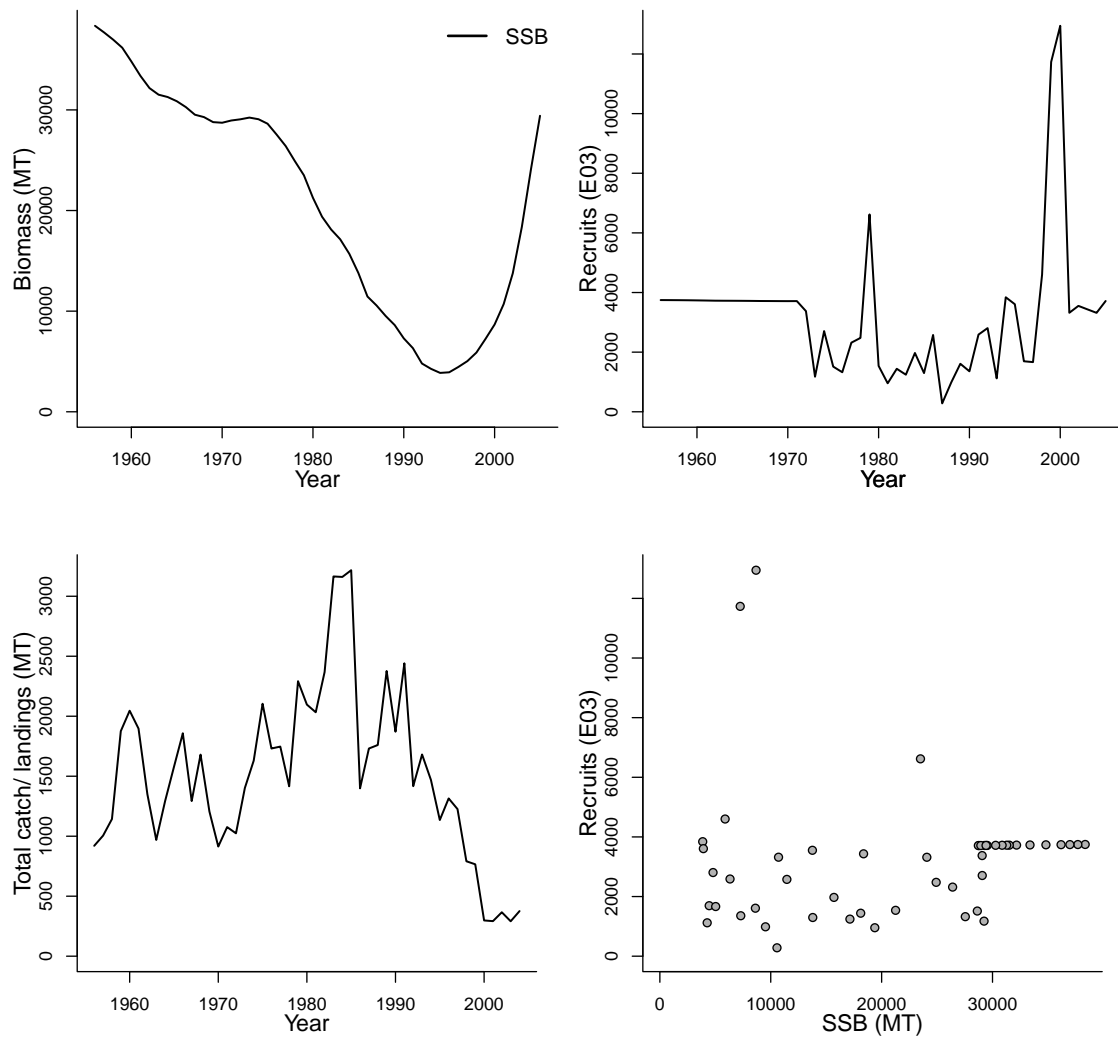 SSB
Biomass (MT)
0 10000 20000 30000
1960 1970 1980 1990 2000
Year
Recruits (E03)
0 2000 4000 6000 8000 10000
1960 1970 1980 1990 2000
Year
Total catch/ landings (MT)
0 500 1000 1500 2000 2500 3000
1960 1970 1980 1990 2000
Year
Recruits (E03)
0 2000 4000 6000 8000 10000
0 10000 20000 30000
SSB (MT)